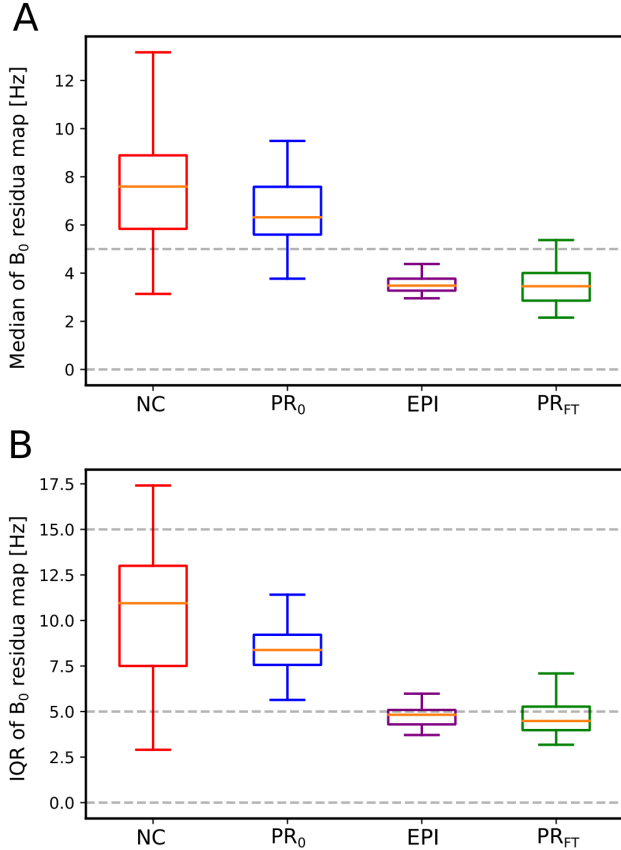 A
Median of B₀ residua map [Hz]
12
10
8
6
4
2
0
NC PR₀ EPI PR_FT
B
IQR of B₀ residua map [Hz]
17.5
15.0
12.5
10.0
7.5
5.0
2.5
0.0
NC PR₀ EPI PR_FT